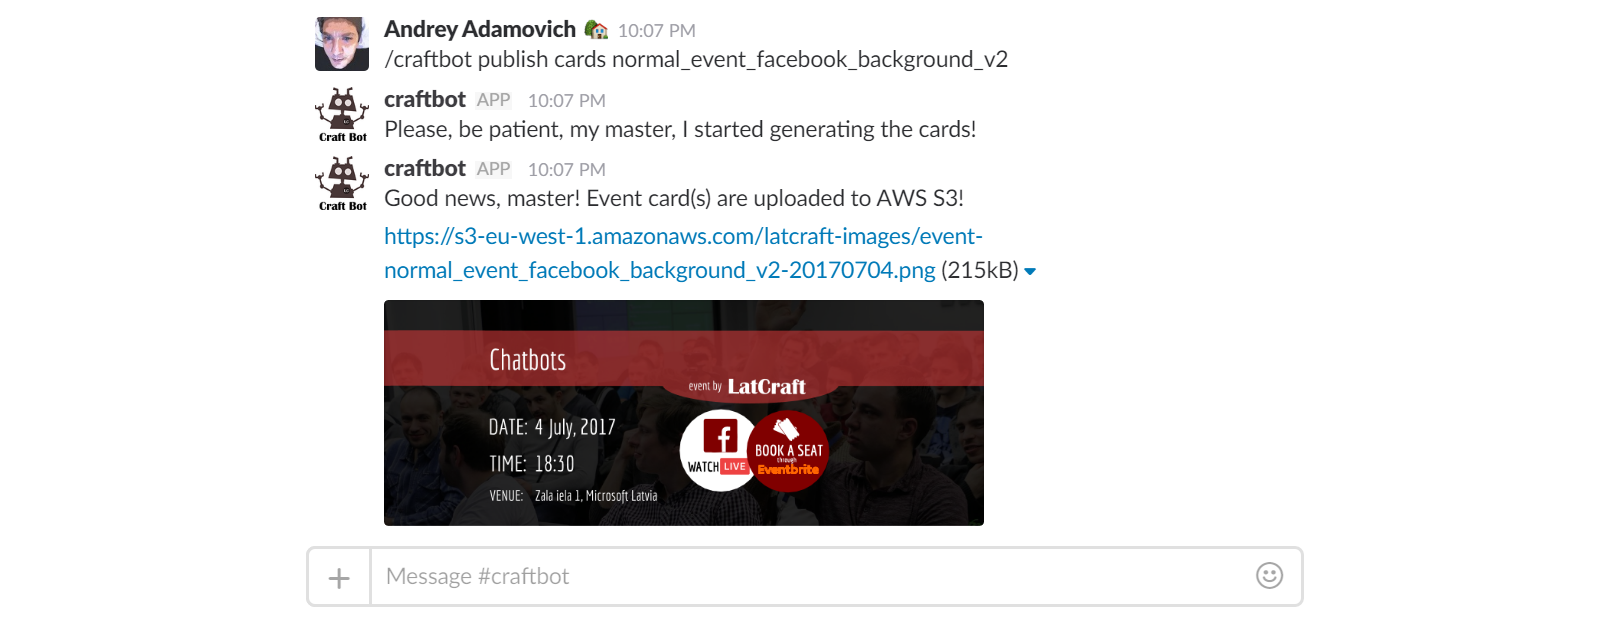 Andrey Adamovich 10:07 PM
/craftbot publish cards normal_event_facebook_background_v2
craftbot APP 10:07 PM
Craft Bot
Please, be patient, my master, I started generating the cards!
craftbot APP 10:07 PM
Craft Bot
Good news, master! Event card(s) are uploaded to AWS S3!
https://s3-eu-west-1.amazonaws.com/latcraft-images/event-
normal_event_facebook_background_v2-20170704.png (215kB)
Chatbots
event by LatCraft
DATE: 4 July, 2017
TIME: 18:30
VENUE: Zala iela 1, Microsoft Latvia
WATCH LIVE
BOOK A SEAT
through
Eventbrite
Message #craftbot